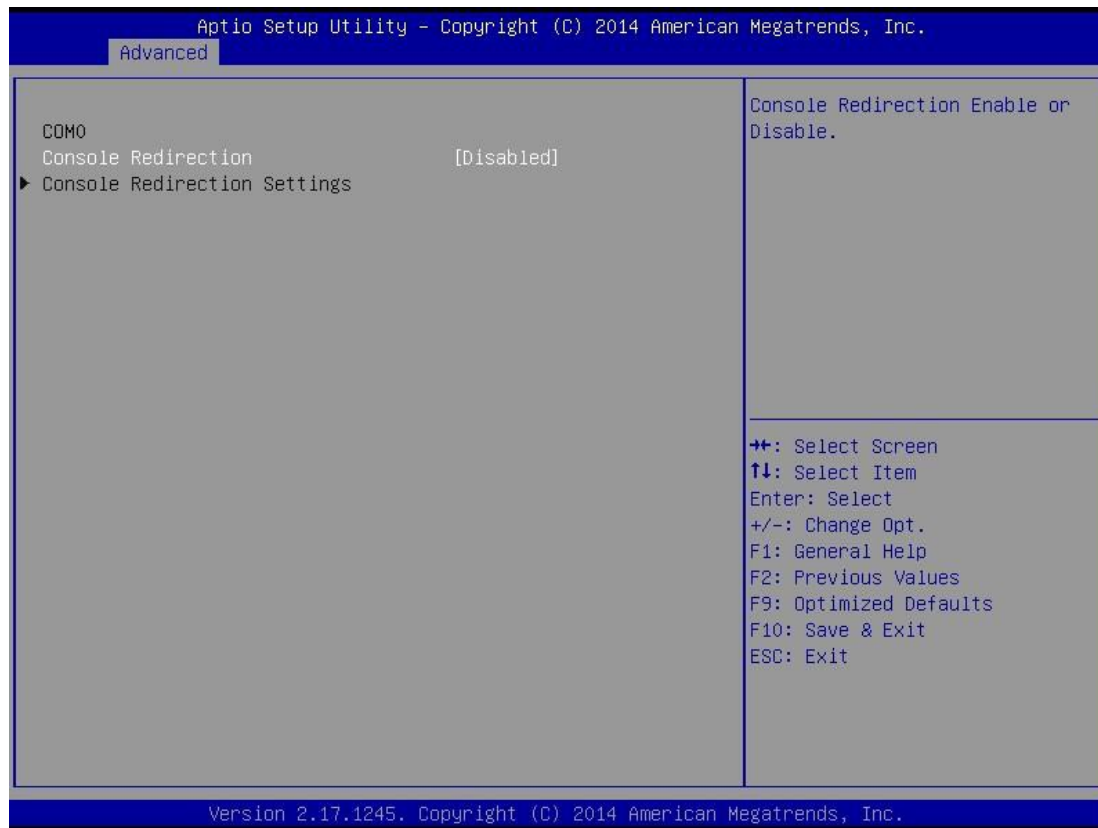 Aptio Setup Utility – Copyright (C) 2014 American Megatrends, Inc.
Advanced
COM0
Console Redirection [Disabled]
► Console Redirection Settings
Console Redirection Enable or
Disable.
→←: Select Screen
↑↓: Select Item
Enter: Select
+/-: Change Opt.
F1: General Help
F2: Previous Values
F9: Optimized Defaults
F10: Save & Exit
ESC: Exit
Version 2.17.1245. Copyright (C) 2014 American Megatrends, Inc.